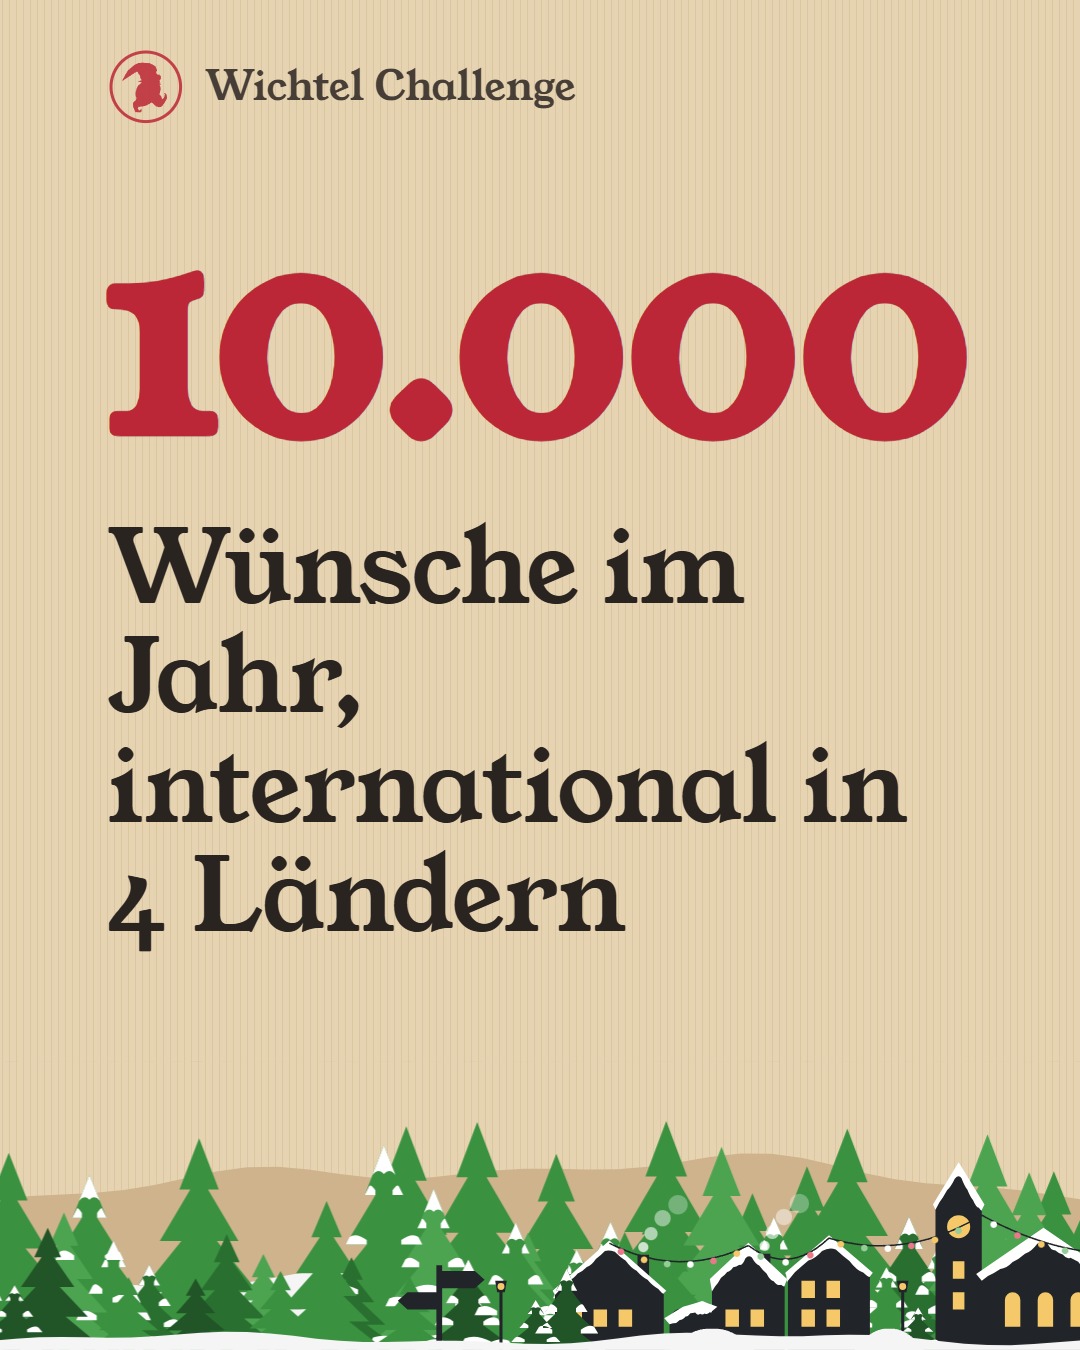 Wichtel Challenge
10.000
Wünsche im
Jahr,
international in
4 Ländern